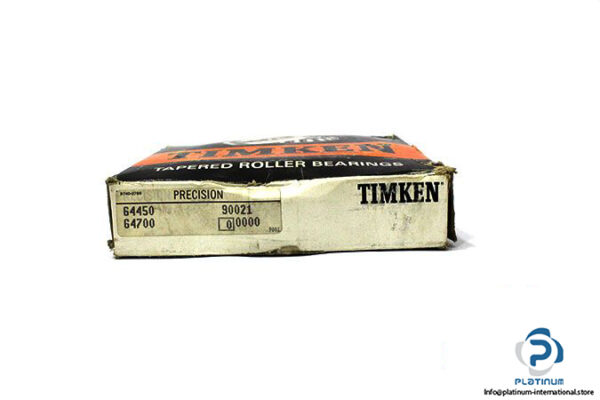 TIMKEN
TAPERED ROLLER BEARINGS
PRECISION
TIMKEN
64450 90021
64700 0 0000
PLATINUM
Info@platinum-international.store